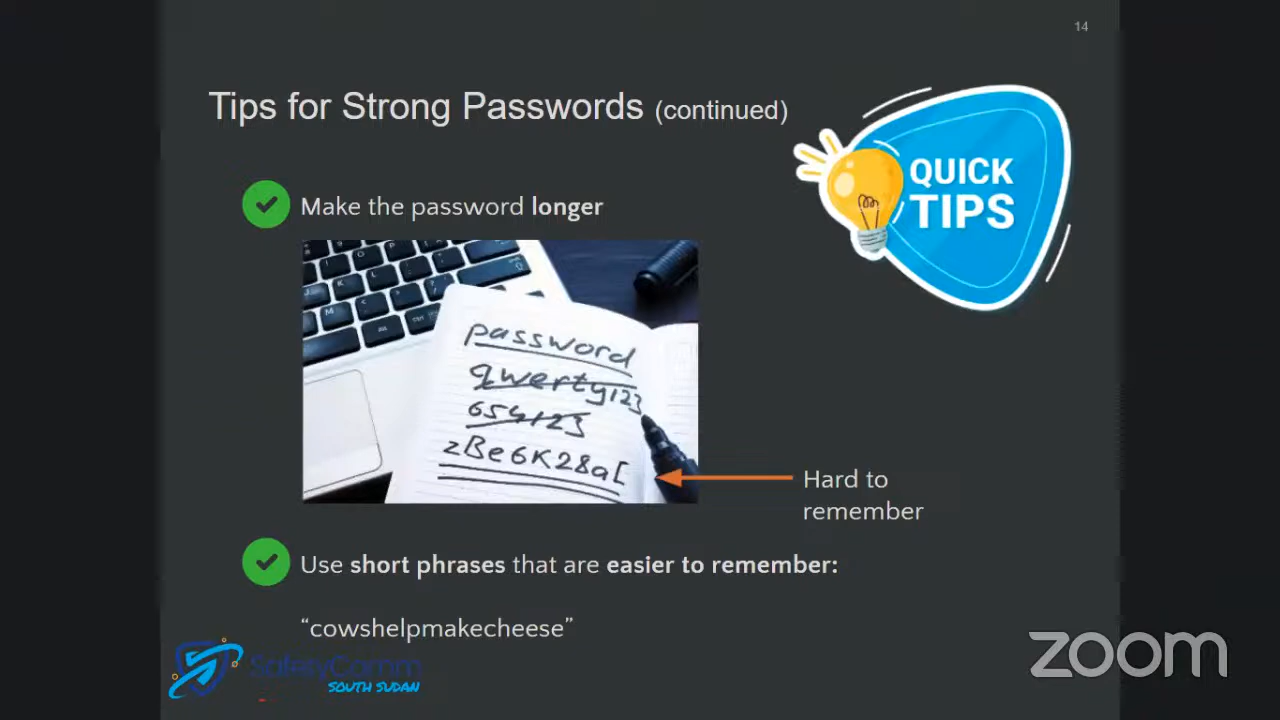 14
Tips for Strong Passwords (continued)
QUICK
TIPS
Make the password longer
password
qwerty123
654123
zBe6K28a[
Hard to
remember
Use short phrases that are easier to remember:
“cowshelpmakecheese”
SafetyComm
SOUTH SUDAN
zoom